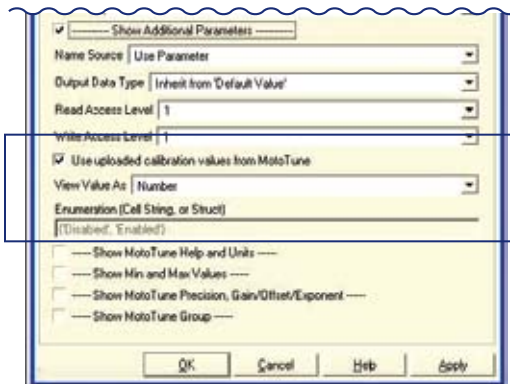 ---------- Show Additional Parameters ----------
Name Source Use Parameter
Output Data Type Inherit from 'Default Value'
Read Access Level 1
Write Access Level 1
Use uploaded calibration values from MotoTune
View Value As Number
Enumeration (Cell String, or Struct)
{'Disabled', 'Enabled'}
----- Show MotoTune Help and Units -----
----- Show Min and Max Values -----
----- Show MotoTune Precision, Gain/Offset/Exponent -----
----- Show MotoTune Group -----
OK Cancel Help Apply